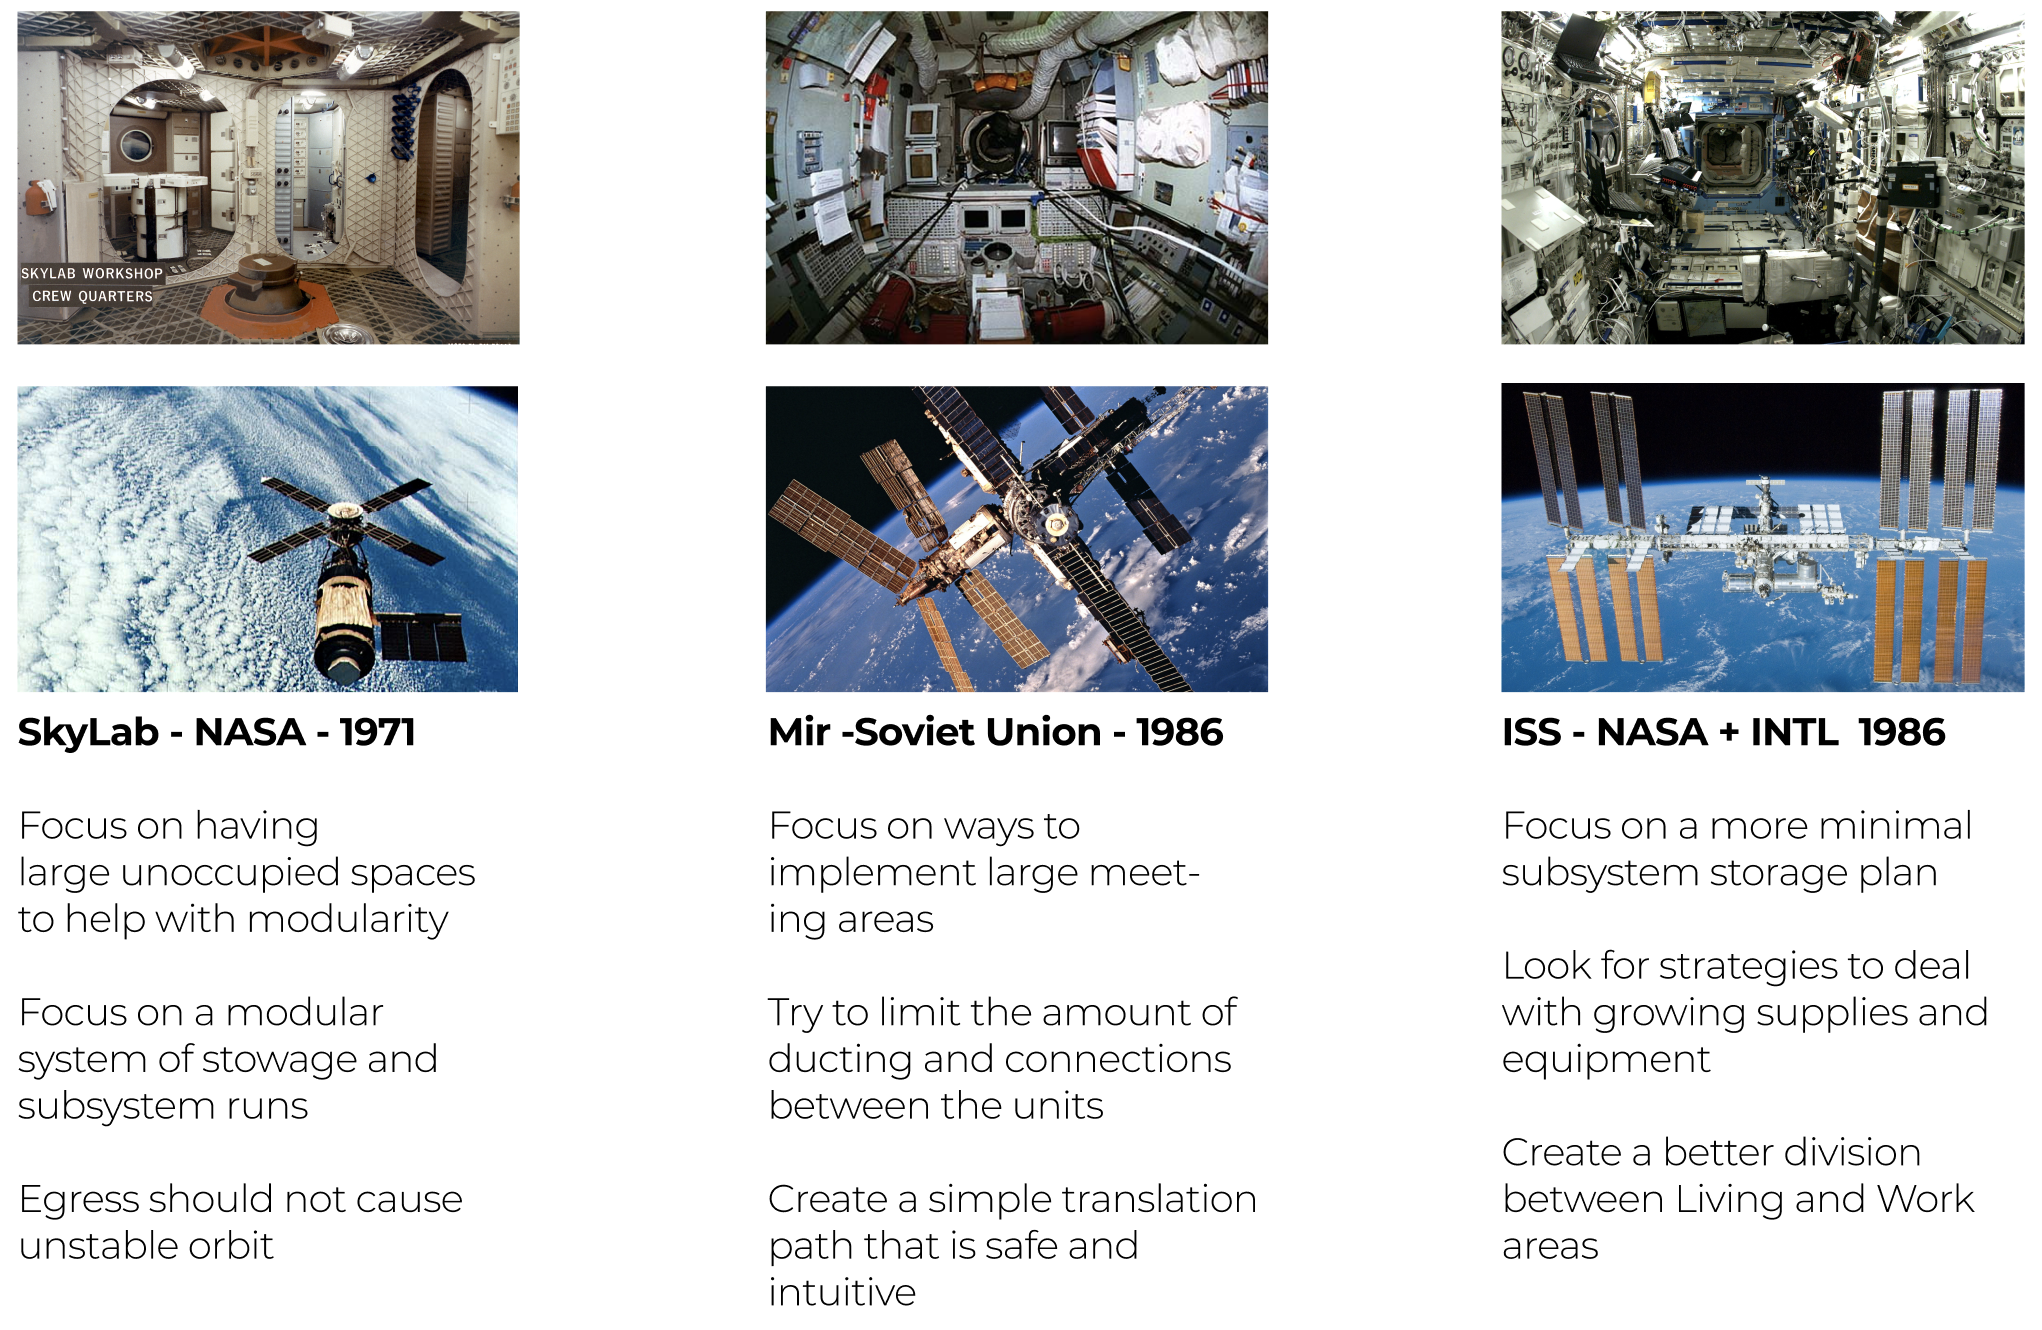 SKYLAB WORKSHOP
CREW QUARTERS
SkyLab - NASA - 1971
Focus on having
large unoccupied spaces
to help with modularity
Focus on a modular
system of stowage and
subsystem runs
Egress should not cause
unstable orbit
Mir -Soviet Union - 1986
Focus on ways to
implement large meet-
ing areas
Try to limit the amount of
ducting and connections
between the units
Create a simple translation
path that is safe and
intuitive
ISS - NASA + INTL  1986
Focus on a more minimal
subsystem storage plan
Look for strategies to deal
with growing supplies and
equipment
Create a better division
between Living and Work
areas